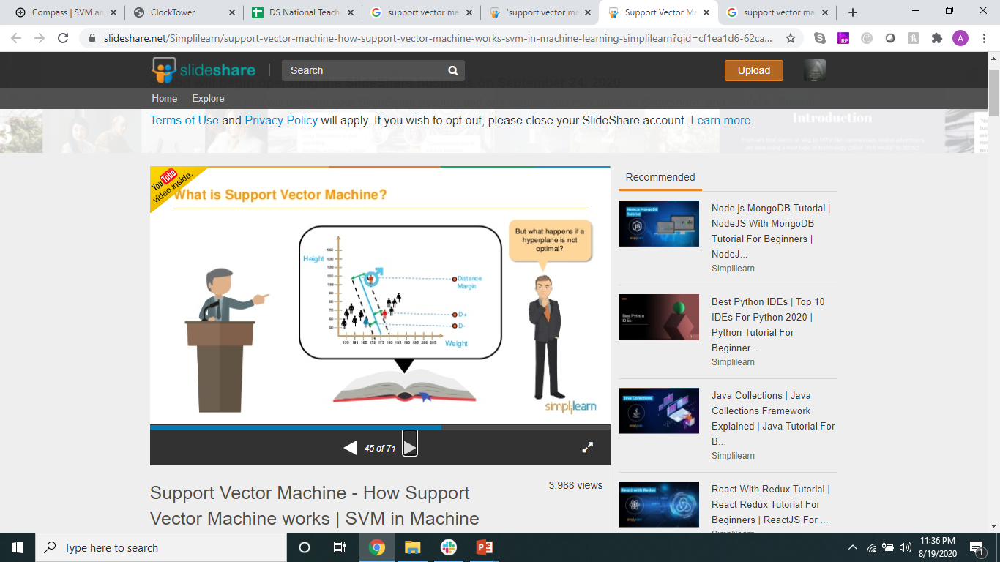 Compass | SVM an
ClockTower
DS National Teach
support vector ma
'support vector ma
Support Vector Ma
support vector ma
slideshare.net/Simplilearn/support-vector-machine-how-support-vector-machine-works-svm-in-machine-learning-simplilearn?qid=cf1ea1d6-62ca...
RP
A
slideshare
Search
Upload
on September 24, 2020
Home Explore
Terms of Use and Privacy Policy will apply. If you wish to opt out, please close your SlideShare account. Learn more.
Introduction
YouTube
video inside.
What is Support Vector Machine?
But what happens if a
hyperplane is not
optimal?
Height
140
130
120
110
100
90
80
70
60
50
Distance
Margin
D+
D-
155 160 165 170 175 180 185 190 195 200 205
Weight
simplilearn
45 of 71
Support Vector Machine - How Support
Vector Machine works | SVM in Machine
3,988 views
Recommended
Node.js MongoDB
Tutorial
Node.js MongoDB Tutorial |
NodeJS With MongoDB
Tutorial For Beginners |
NodeJ...
Simplilearn
Best Python
IDEs
Best Python IDEs | Top 10
IDEs For Python 2020 |
Python Tutorial For
Beginner...
Simplilearn
Java Collections
Java Collections | Java
Collections Framework
Explained | Java Tutorial For
B...
Simplilearn
React with Redux
React With Redux Tutorial |
React Redux Tutorial For
Beginners | ReactJS For ...
Simplilearn
Type here to search
11:36 PM
8/19/2020
1